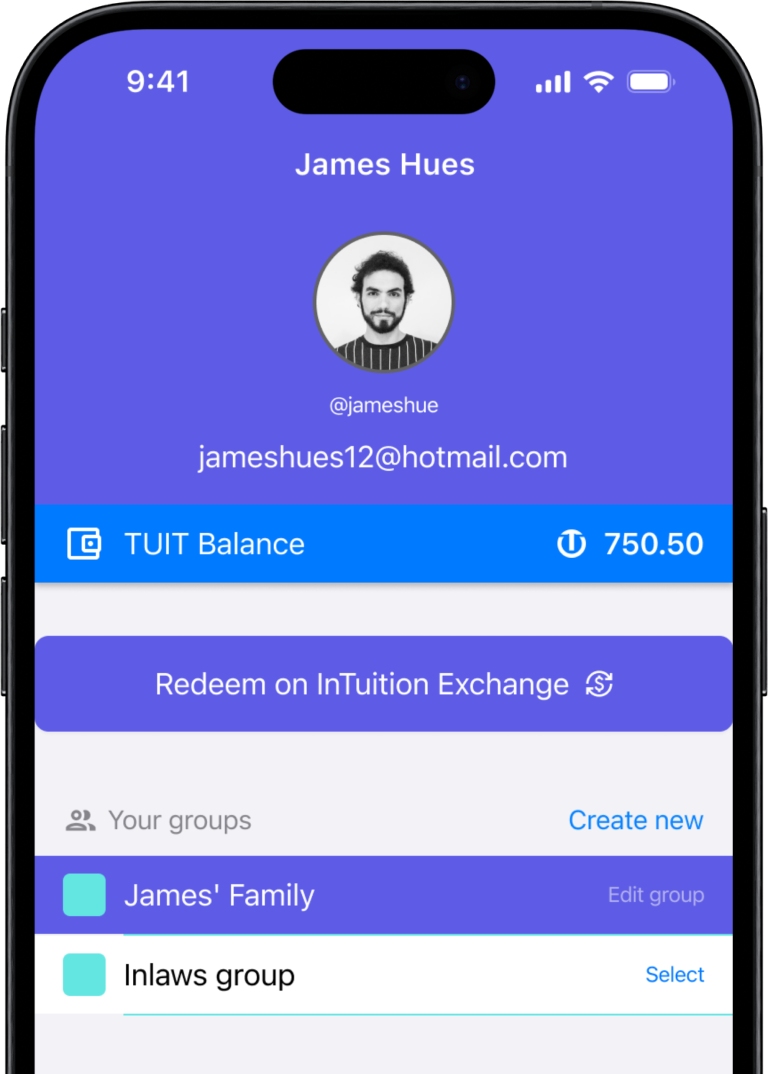 9:41
James Hues
@jameshue
jameshues12@hotmail.com
TUIT Balance 750.50
Redeem on InTuition Exchange
Your groups Create new
James' Family Edit group
Inlaws group Select